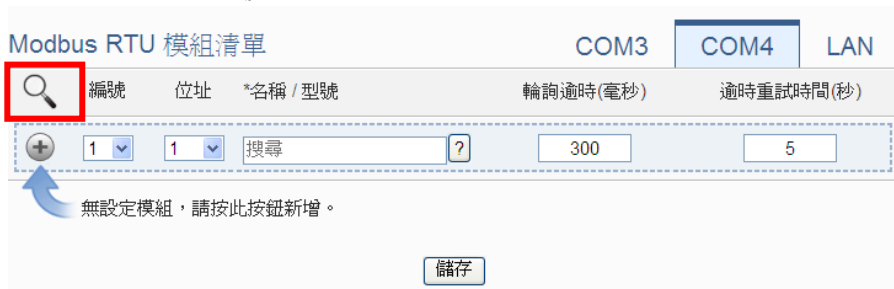 Modbus RTU 模組清單 COM3 COM4 LAN
編號 位址 *名稱 / 型號 輪詢逾時(毫秒) 逾時重試時間(秒)
1 1 搜尋 ? 300 5
無設定模組，請按此按鈕新增。
儲存